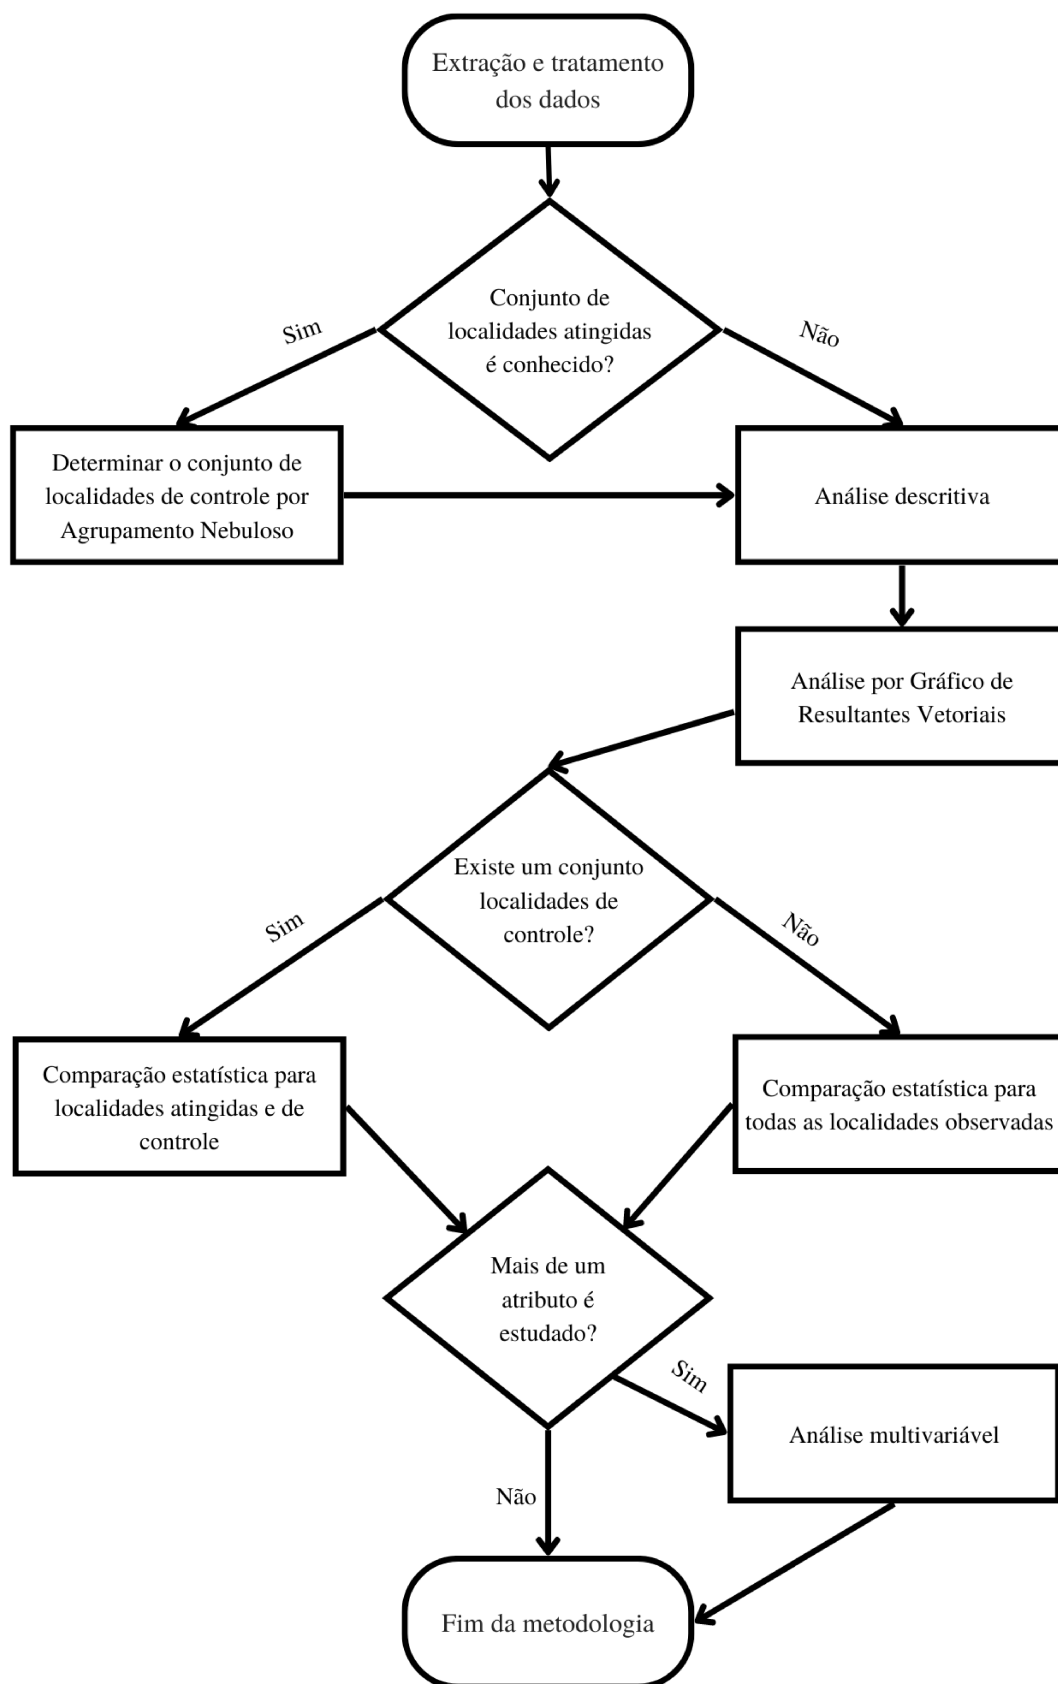 Extração e tratamento
dos dados
Conjunto de
localidades atingidas
é conhecido?
Sim
Não
Determinar o conjunto de
localidades de controle por
Agrupamento Nebuloso
Análise descritiva
Análise por Gráfico de
Resultantes Vetoriais
Existe um conjunto
localidades de
controle?
Sim
Não
Comparação estatística para
localidades atingidas e de
controle
Comparação estatística para
todas as localidades observadas
Mais de um
atributo é
estudado?
Sim
Análise multivariável
Não
Fim da metodologia